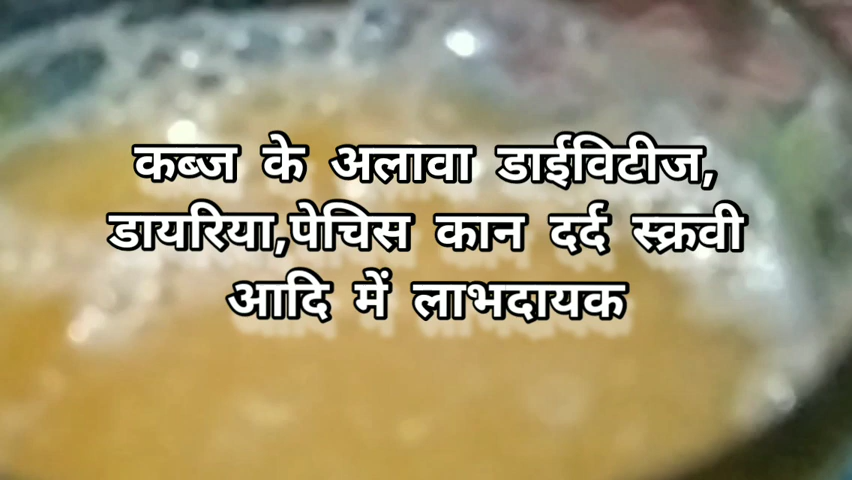 कब्ज के अलावा डाईविटीज,
डायरिया,पेचिस कान दर्द स्क्रवी
आदि में लाभदायक